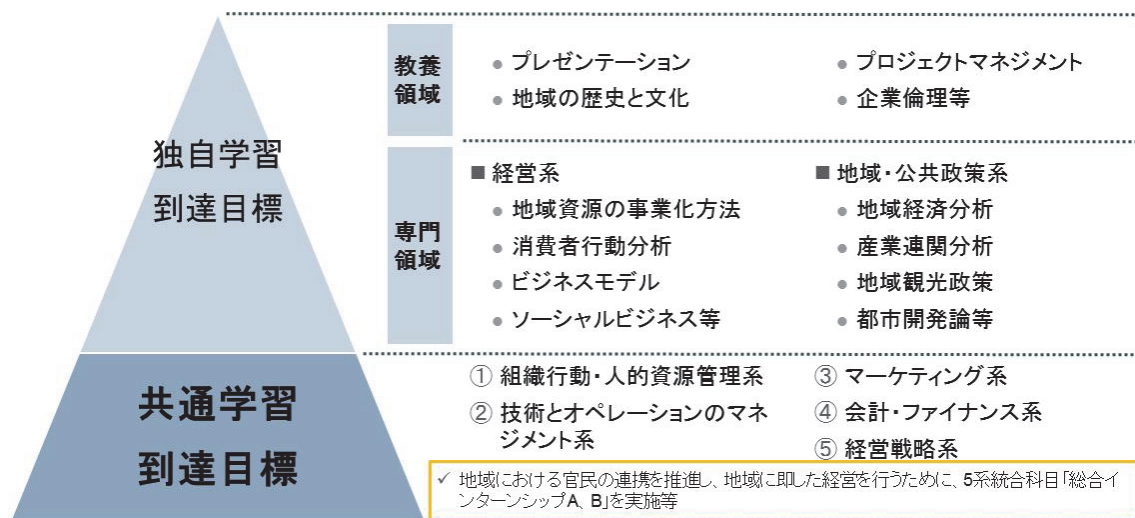 独自学習
到達目標
教養
領域
● プレゼンテーション
● 地域の歴史と文化
● プロジェクトマネジメント
● 企業倫理等
専門
領域
■ 経営系
● 地域資源の事業化方法
● 消費者行動分析
● ビジネスモデル
● ソーシャルビジネス等
■ 地域・公共政策系
● 地域経済分析
● 産業連関分析
● 地域観光政策
● 都市開発論等
共通学習
到達目標
① 組織行動・人的資源管理系
② 技術とオペレーションのマネ
ジメント系
③ マーケティング系
④ 会計・ファイナンス系
⑤ 経営戦略系
✓ 地域における官民の連携を推進し、地域に即した経営を行うために、5系統合科目「総合イ
ンターンシップA、B」を実施等